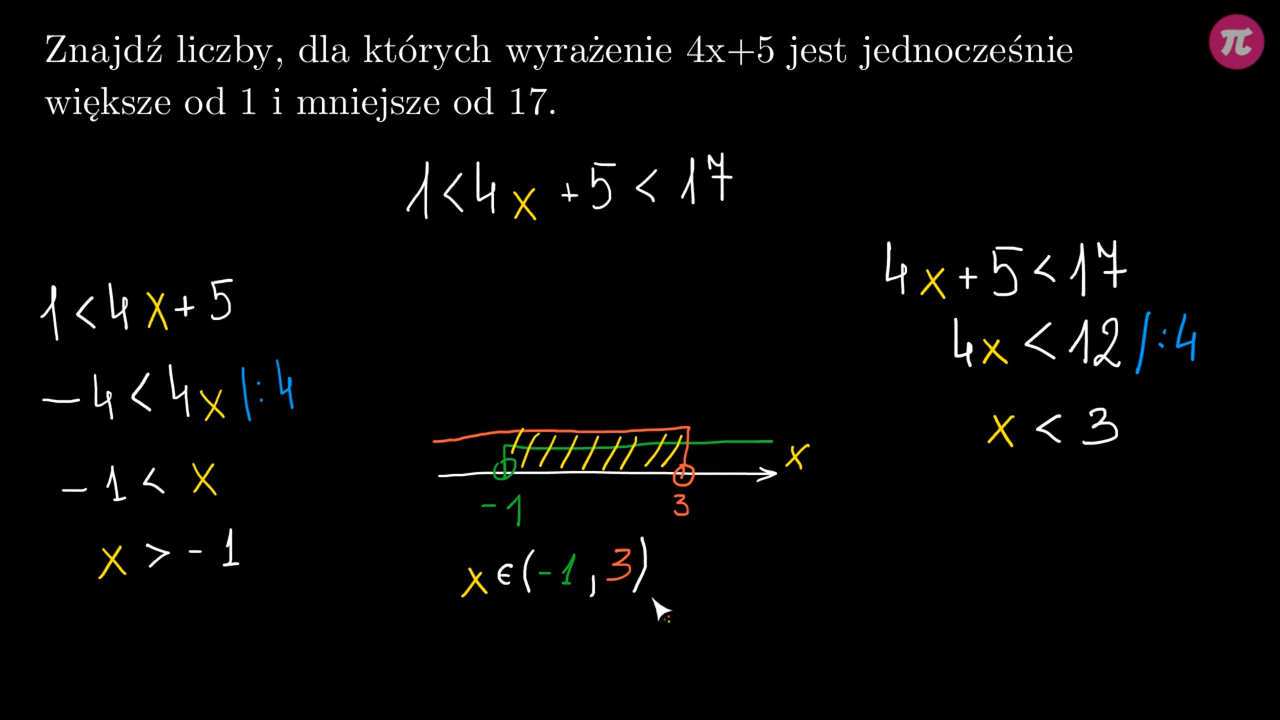 Znajdź liczby, dla których wyrażenie 4x+5 jest jednocześnie
większe od 1 i mniejsze od 17.
π
1<4x+5<17
1<4x+5
-4<4x|:4
-1<x
x>-1
4x+5<17
4x<12/:4
x<3
x
-1 3
x∈(-1,3)